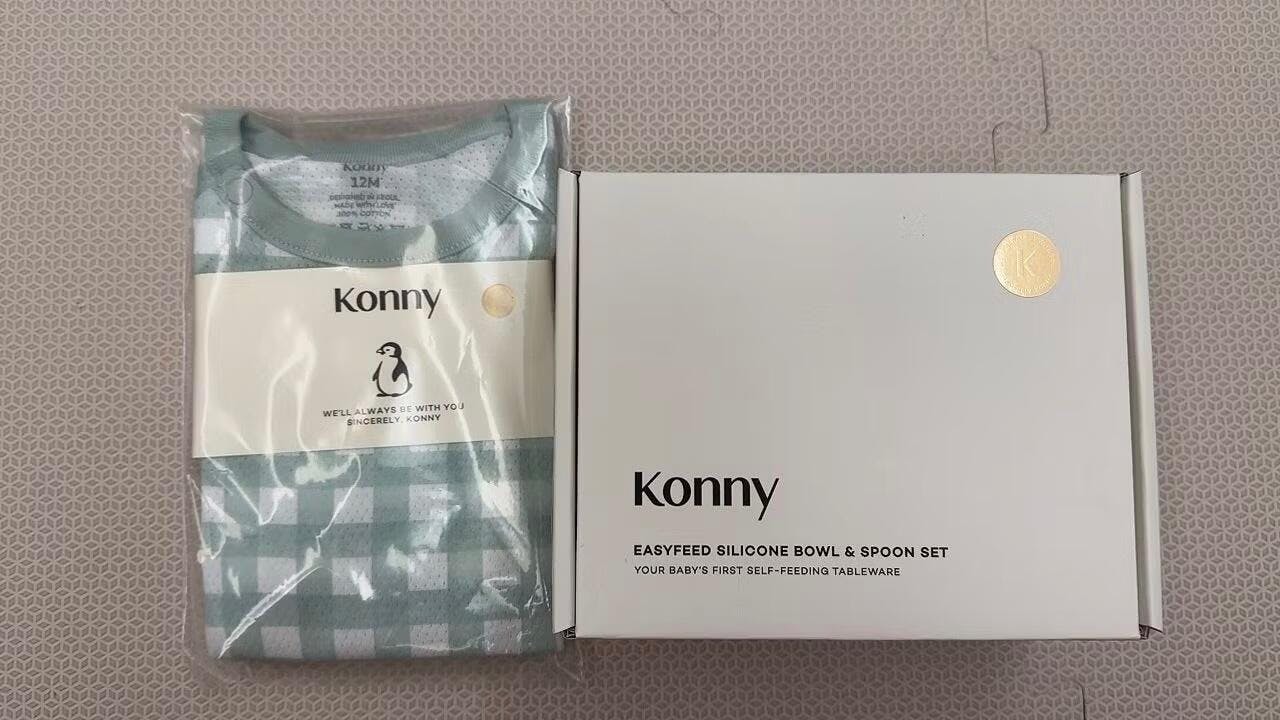 Konny
12M
DESIGNED IN SEOUL
MADE WITH LOVE
100% COTTON
Konny
WE'LL ALWAYS BE WITH YOU
SINCERELY, KONNY
K
Konny
EASYFEED SILICONE BOWL & SPOON SET
YOUR BABY'S FIRST SELF-FEEDING TABLEWARE